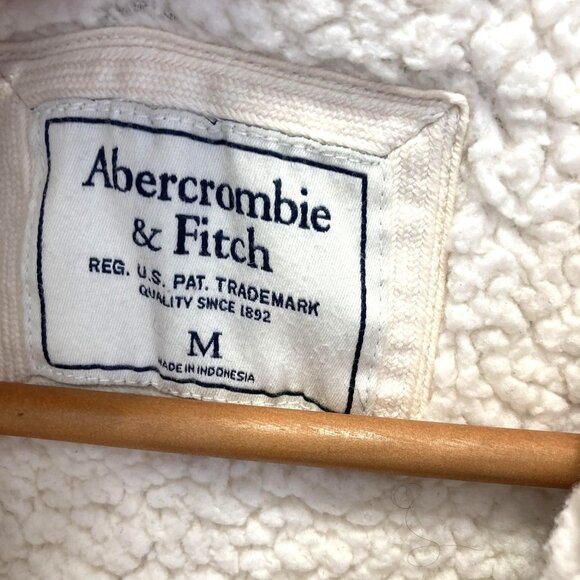 Abercrombie
& Fitch
REG. U.S. PAT. TRADEMARK
QUALITY SINCE 1892
M
MADE IN INDONESIA